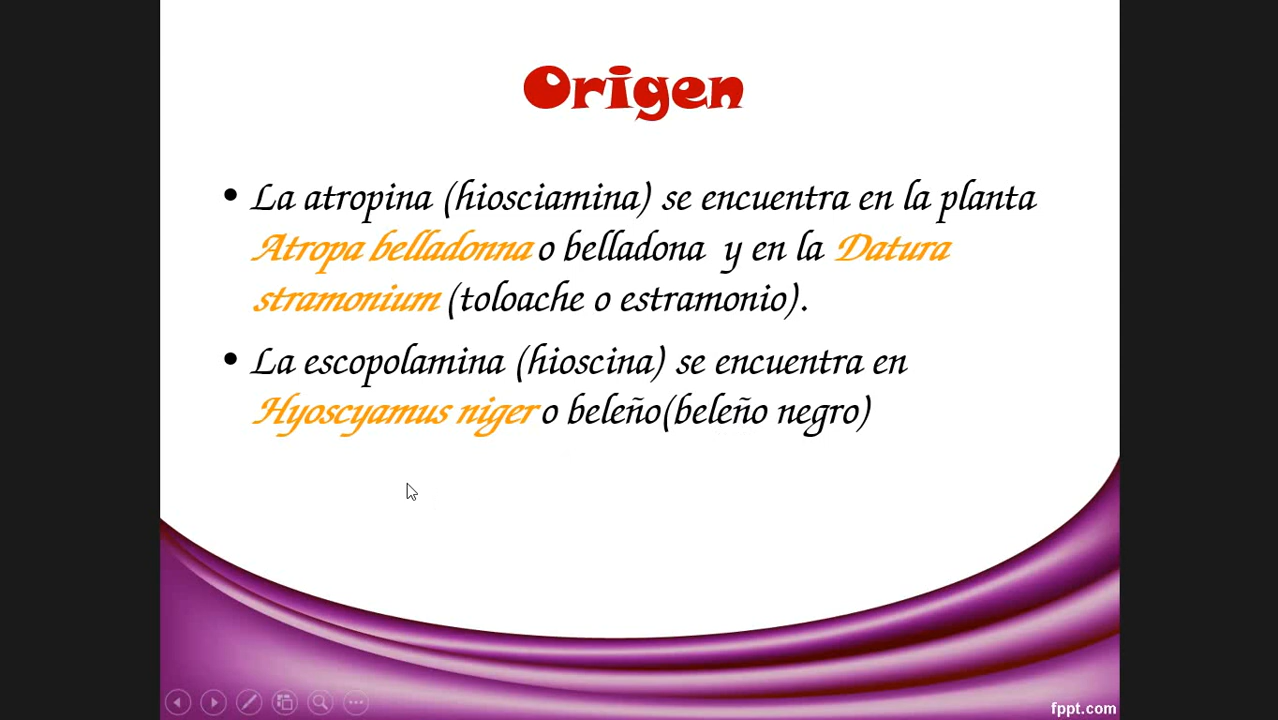 Origen
• La atropina (hiosciamina) se encuentra en la planta
Atropa belladonna o belladona y en la Datura
stramonium (toloache o estramonio).
• La escopolamina (hioscina) se encuentra en
Hyoscyamus niger o beleño(beleño negro)
fppt.com